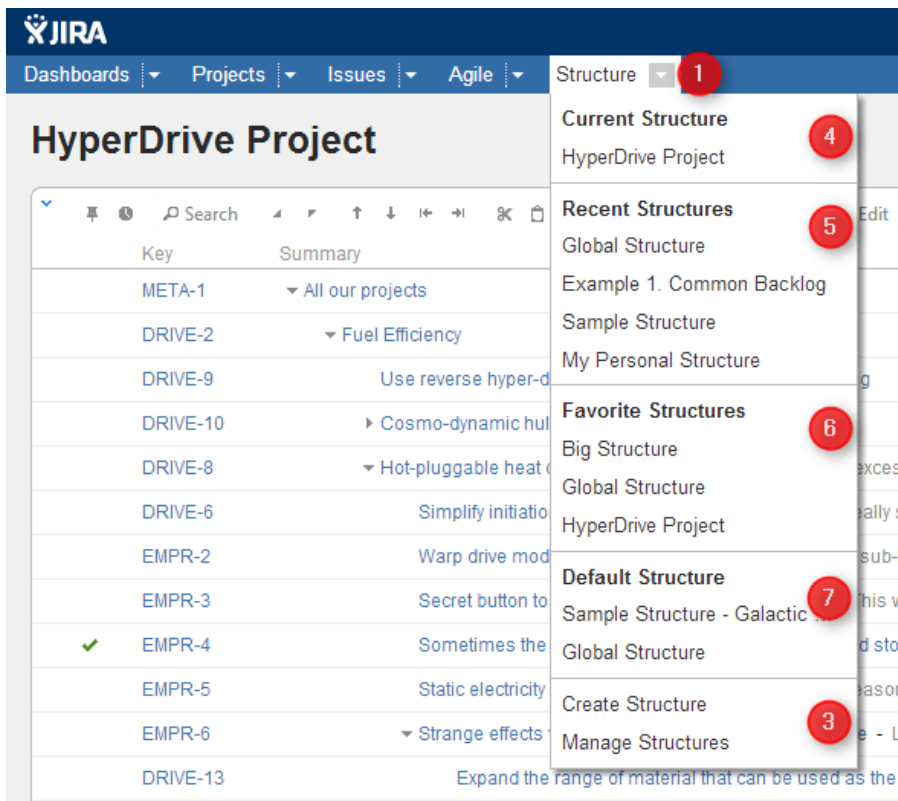 JIRA
Dashboards Projects Issues Agile Structure 1
HyperDrive Project
Current Structure 4
HyperDrive Project
Recent Structures 5
Global Structure
Example 1. Common Backlog
Sample Structure
My Personal Structure
Favorite Structures 6
Big Structure
Global Structure
HyperDrive Project
Default Structure 7
Sample Structure - Galactic ...
Global Structure
Create Structure 3
Manage Structures
Search Edit
Key Summary
META-1 All our projects
DRIVE-2 Fuel Efficiency
DRIVE-9 Use reverse hyper-d g
DRIVE-10 Cosmo-dynamic hul
DRIVE-8 Hot-pluggable heat exces
DRIVE-6 Simplify initiatio eally s
EMPR-2 Warp drive mod sub-
EMPR-3 Secret button to his v
EMPR-4 Sometimes the d sto
EMPR-5 Static electricity easor
EMPR-6 Strange effects e - L
DRIVE-13 Expand the range of material that can be used as the